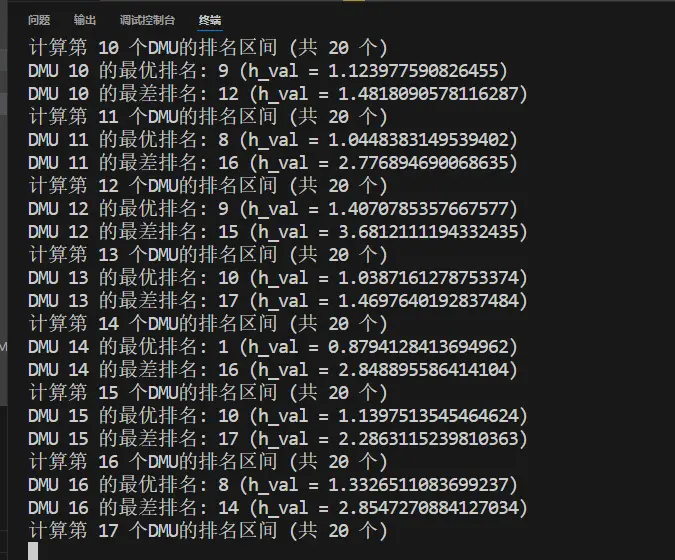 问题 输出 调试控制台 终端
计算第 10 个DMU的排名区间 (共 20 个)
DMU 10 的最优排名: 9 (h_val = 1.123977590826455)
DMU 10 的最差排名: 12 (h_val = 1.4818090578116287)
计算第 11 个DMU的排名区间 (共 20 个)
DMU 11 的最优排名: 8 (h_val = 1.0448383149539402)
DMU 11 的最差排名: 16 (h_val = 2.776894690068635)
计算第 12 个DMU的排名区间 (共 20 个)
DMU 12 的最优排名: 9 (h_val = 1.4070785357667577)
DMU 12 的最差排名: 15 (h_val = 3.6812111194332435)
计算第 13 个DMU的排名区间 (共 20 个)
DMU 13 的最优排名: 10 (h_val = 1.0387161278753374)
DMU 13 的最差排名: 17 (h_val = 1.4697640192837484)
计算第 14 个DMU的排名区间 (共 20 个)
DMU 14 的最优排名: 1 (h_val = 0.8794128413694962)
DMU 14 的最差排名: 16 (h_val = 2.848895586414104)
计算第 15 个DMU的排名区间 (共 20 个)
DMU 15 的最优排名: 10 (h_val = 1.1397513545464624)
DMU 15 的最差排名: 17 (h_val = 2.2863115239810363)
计算第 16 个DMU的排名区间 (共 20 个)
DMU 16 的最优排名: 8 (h_val = 1.3326511083699237)
DMU 16 的最差排名: 14 (h_val = 2.8547270884127034)
计算第 17 个DMU的排名区间 (共 20 个)